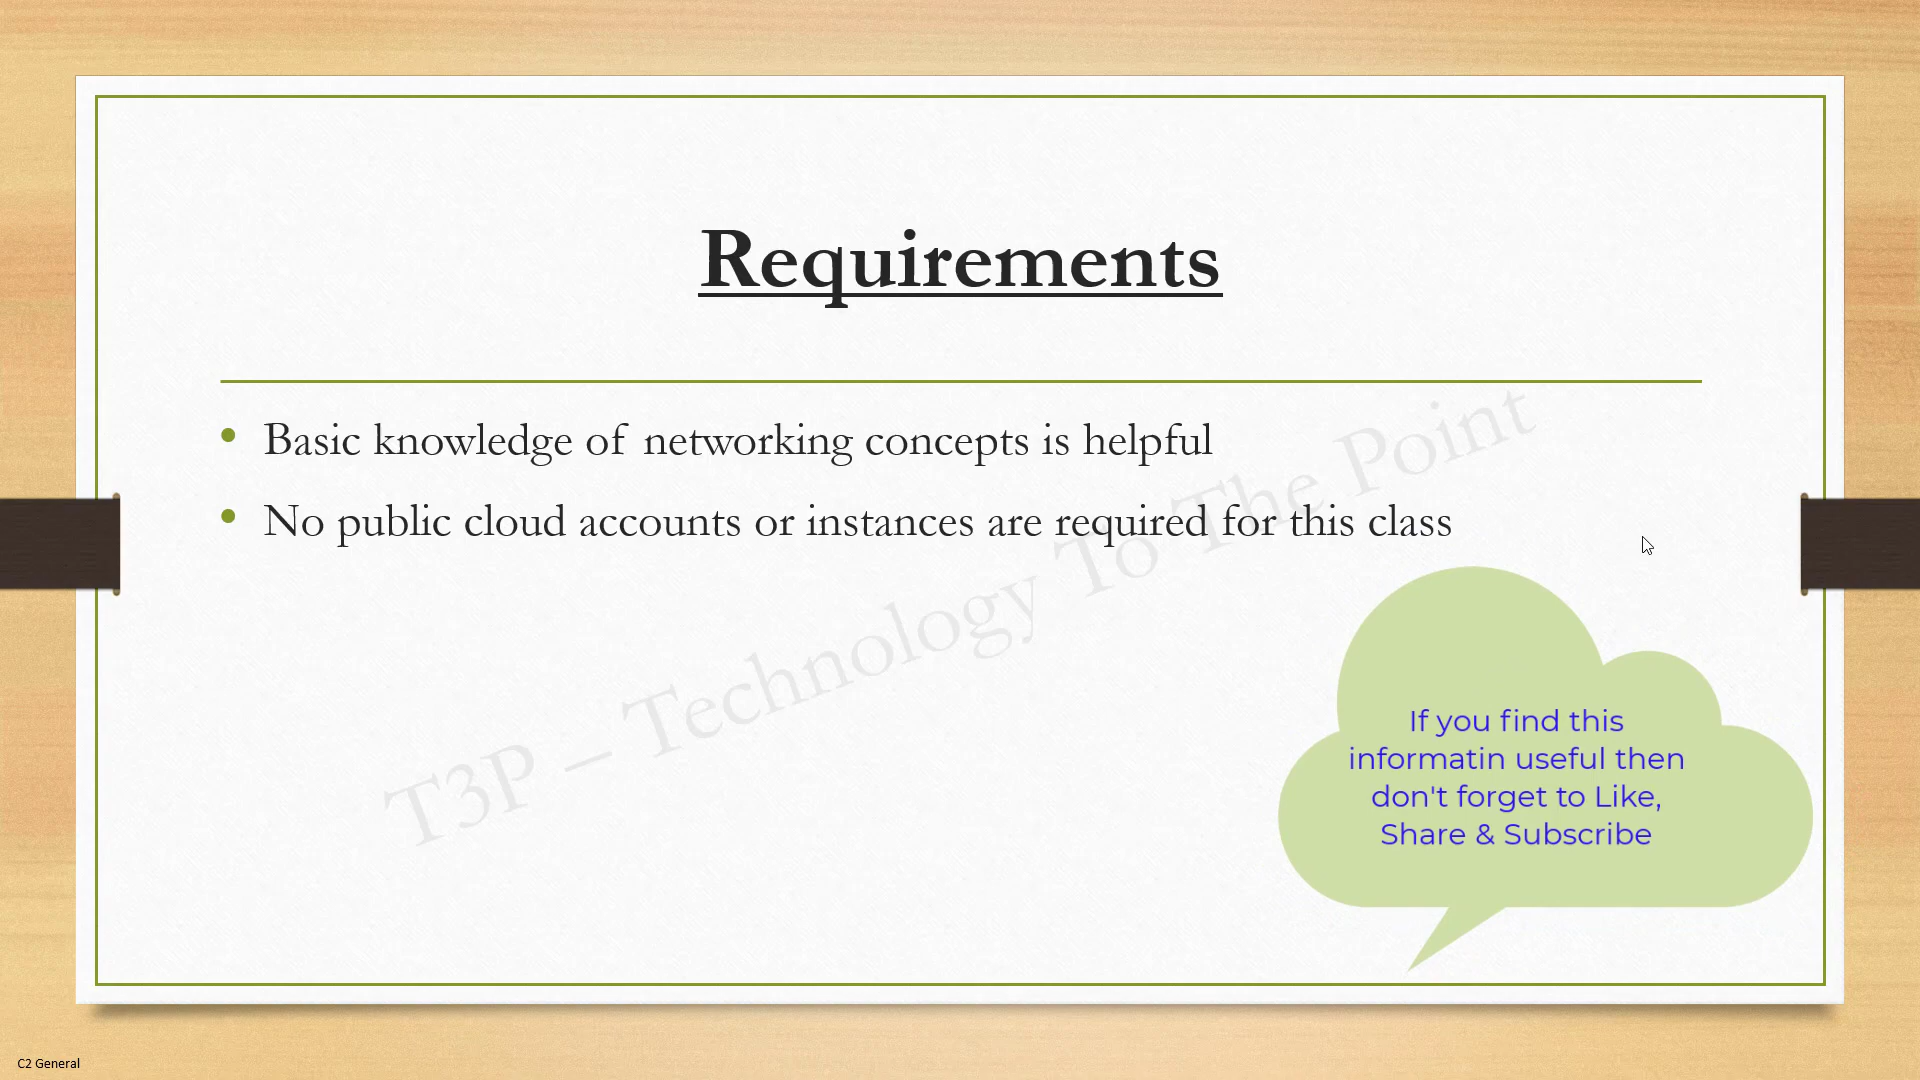 Requirements
Basic knowledge of networking concepts is helpful
No public cloud accounts or instances are required for this class
T3P – Technology To The Point
If you find this
informatin useful then
don't forget to Like,
Share & Subscribe
C2 General